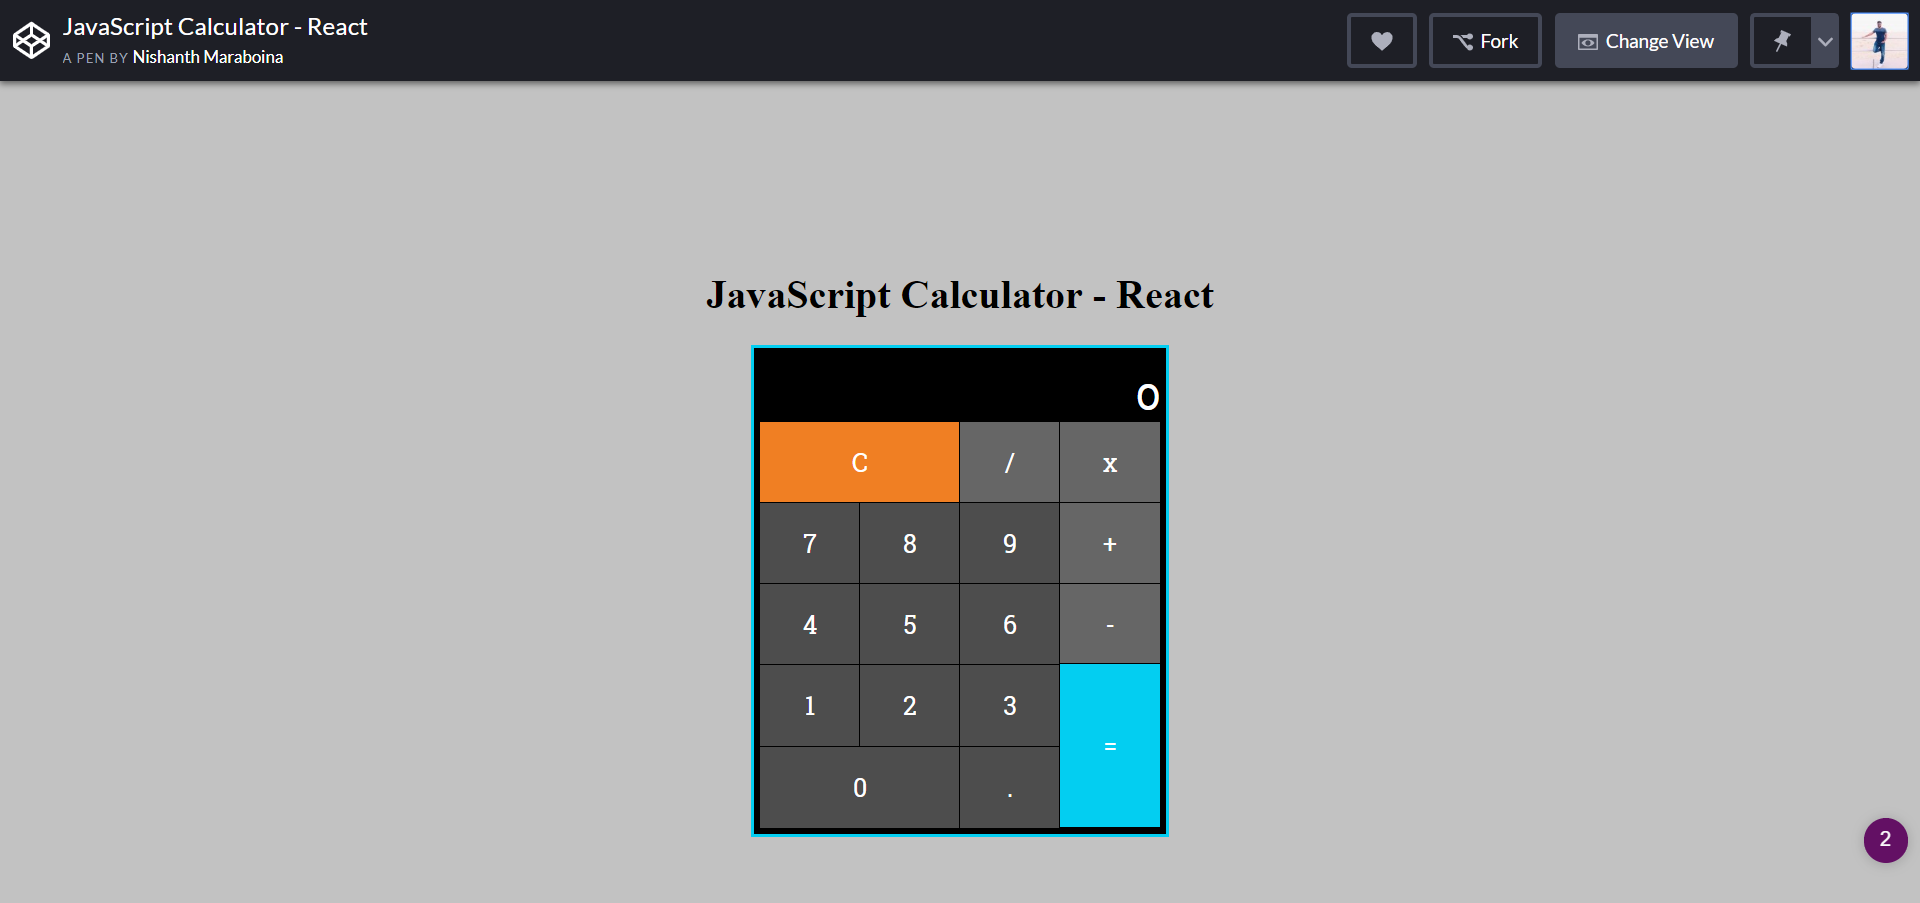 JavaScript Calculator - React
A PEN BY Nishanth Maraboina
Fork
Change View
JavaScript Calculator - React
0
C / x
7 8 9 +
4 5 6 -
1 2 3 =
0 .
2